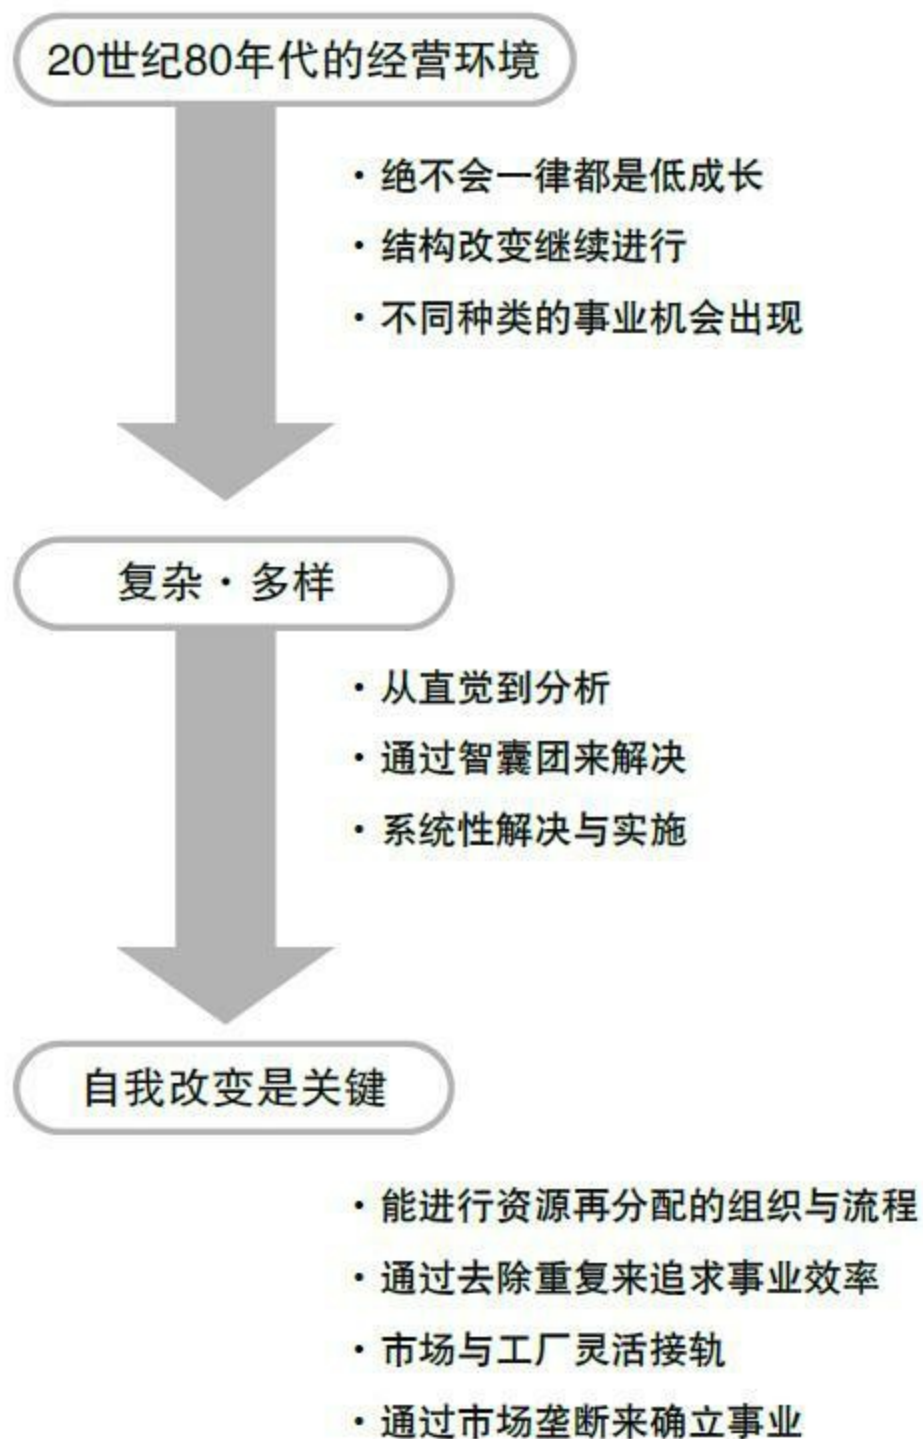 20世纪80年代的经营环境
・绝不会一律都是低成长
・结构改变继续进行
・不同种类的事业机会出现
复杂・多样
・从直觉到分析
・通过智囊团来解决
・系统性解决与实施
自我改变是关键
・能进行资源再分配的组织与流程
・通过去除重复来追求事业效率
・市场与工厂灵活接轨
・通过市场垄断来确立事业